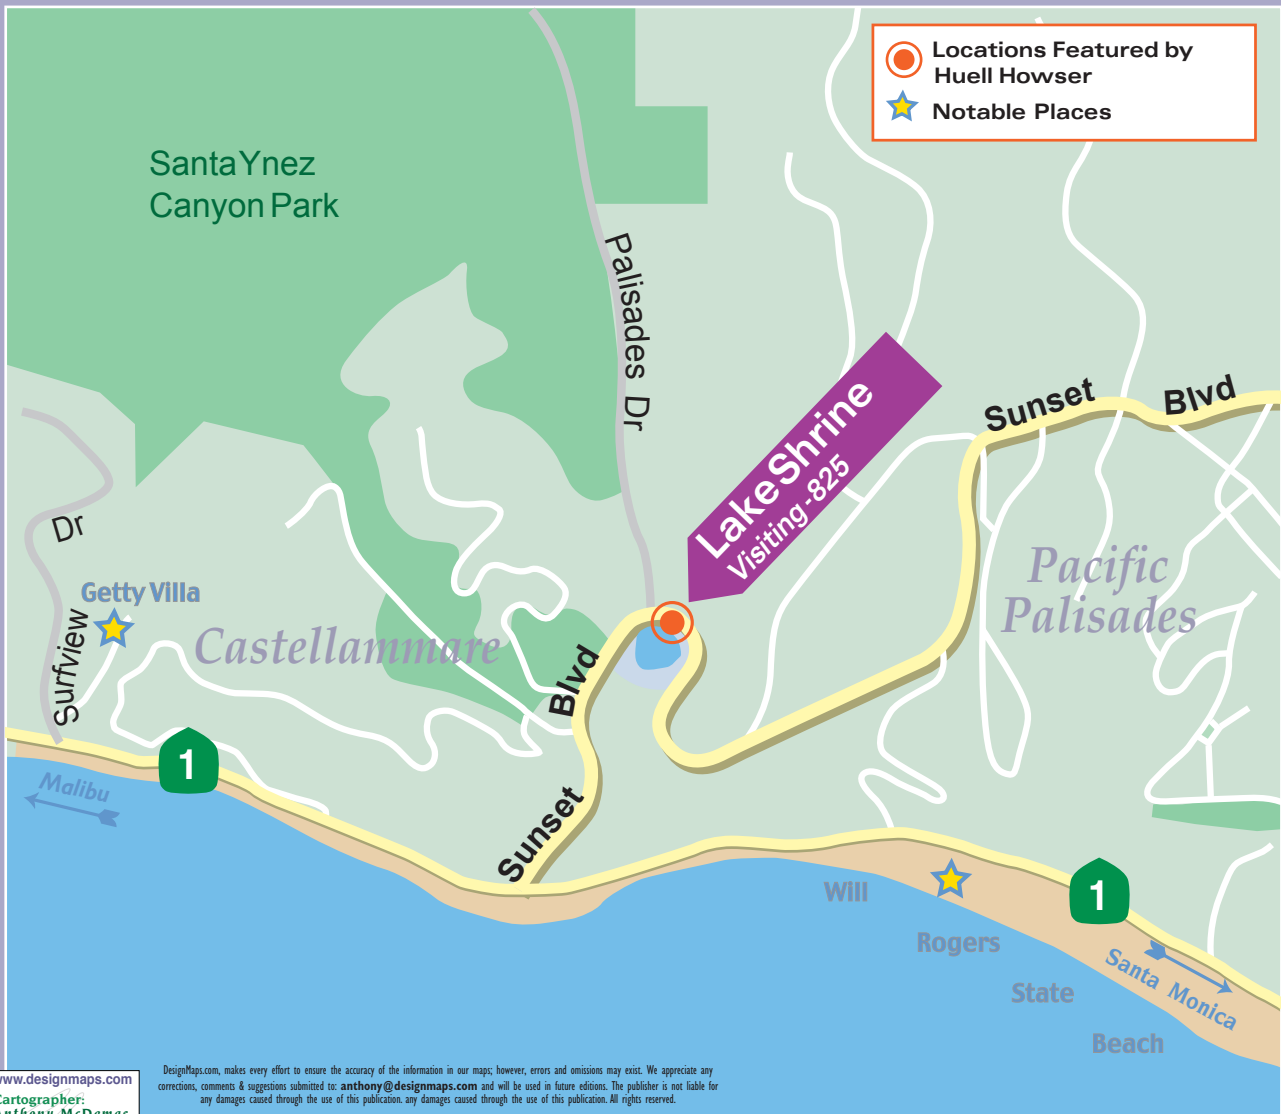 Locations Featured by
Huell Howser
Notable Places
Santa Ynez
Canyon Park
Palisades Dr
Lake Shrine
Visiting - 825
Sunset Blvd
Pacific
Palisades
Dr
Getty Villa
Surfview
Castellammare
Blvd
Sunset
1
Malibu
1
Will
Rogers
State
Beach
Santa Monica
www.designmaps.com
Cartographer:
Anthony McDamas
DesignMaps.com, makes every effort to ensure the accuracy of the information in our maps; however, errors and omissions may exist. We appreciate any
corrections, comments & suggestions submitted to: anthony@designmaps.com and will be used in future editions. The publisher is not liable for
any damages caused through the use of this publication. any damages caused through the use of this publication. All rights reserved.